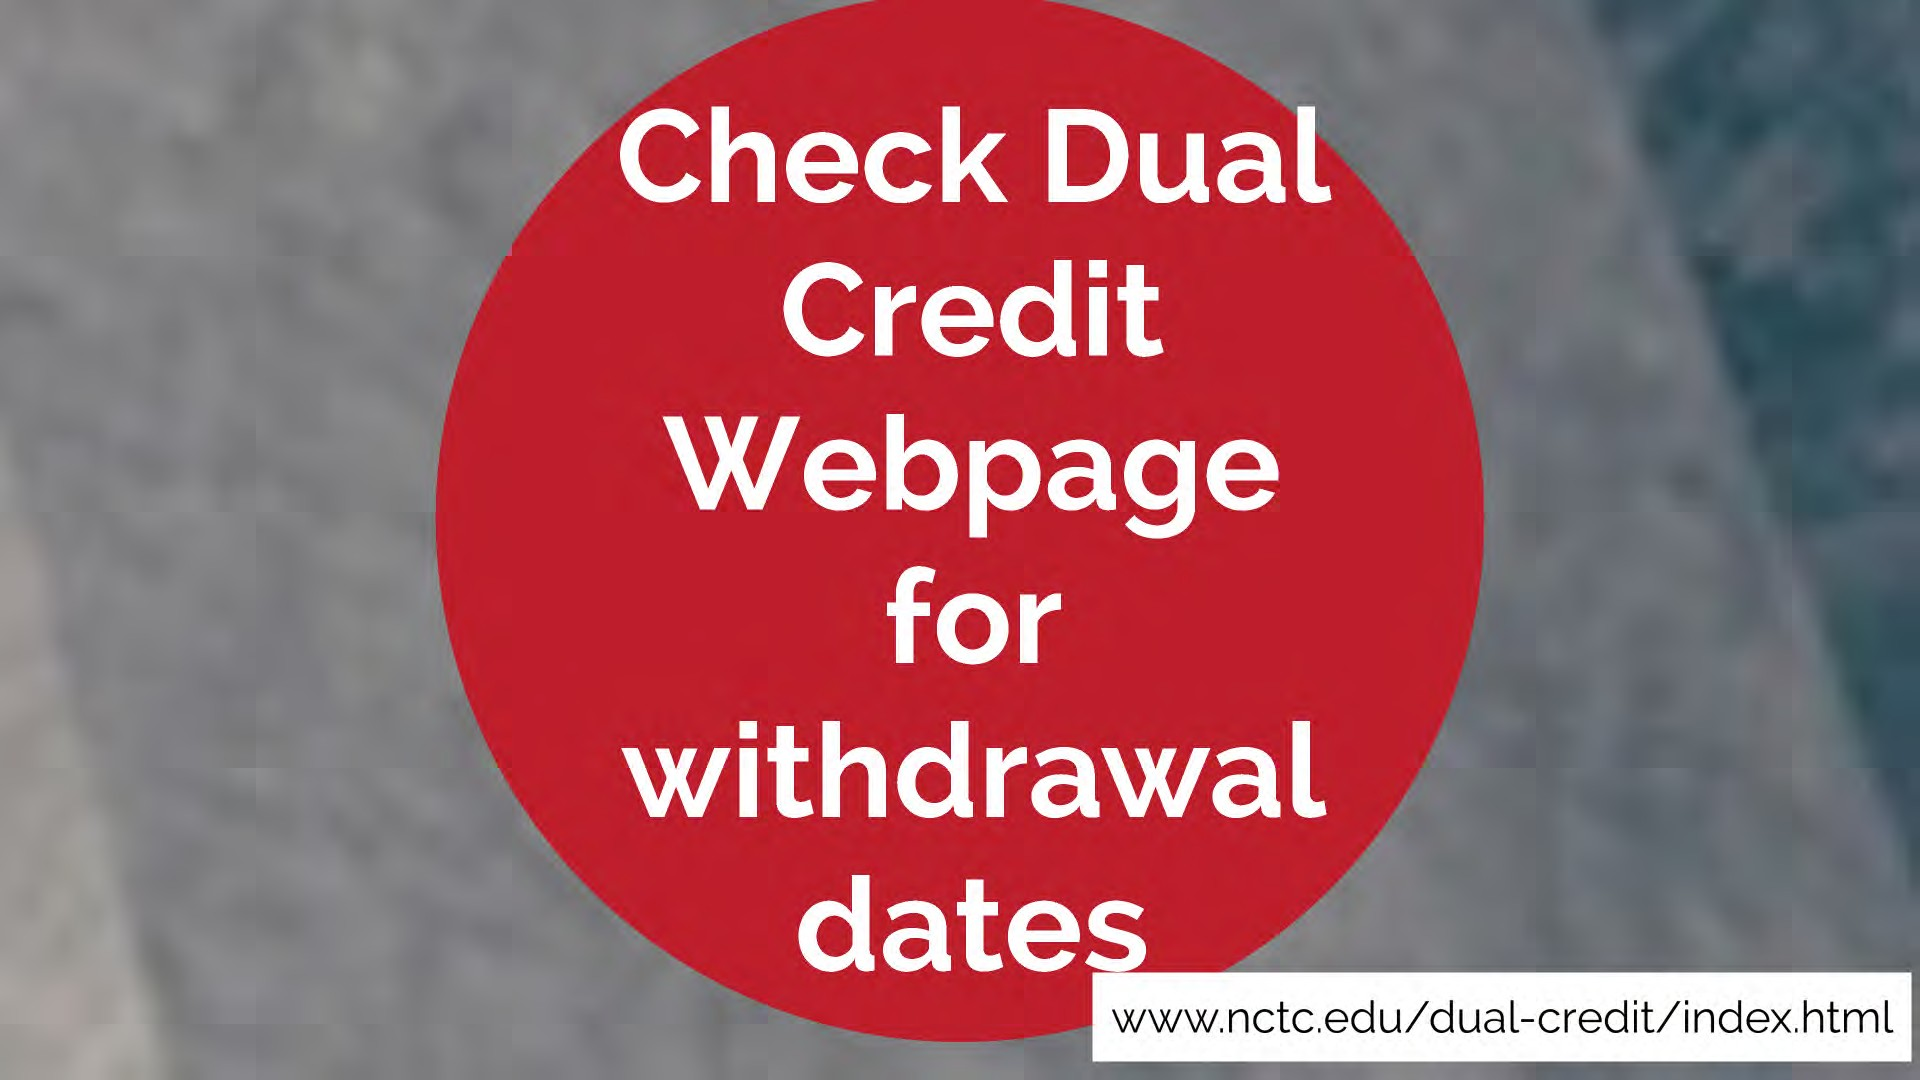 Check Dual
Credit
Webpage
for
withdrawal
dates
www.nctc.edu/dual-credit/index.html